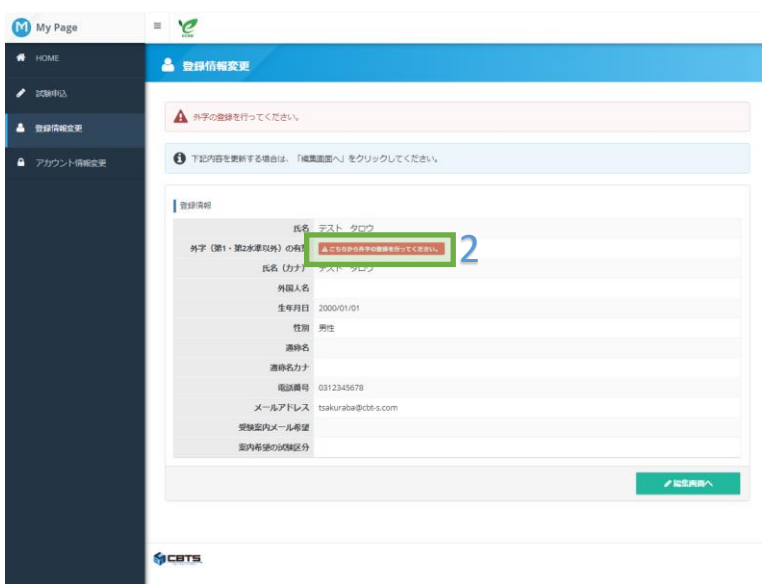 My Page
HOME
試験申込
登録情報変更
アカウント情報変更
登録情報変更
外字の登録を行ってください。
下記内容を更新する場合は、「編集画面へ」をクリックしてください。
登録情報
氏名 テスト タロウ
外字(第1・第2水準以外)の有無 こちらから外字の登録を行ってください。 2
氏名(カナ) テスト タロウ
外国人名
生年月日 2000/01/01
性別 男性
通称名
通称名カナ
電話番号 0312345678
メールアドレス tsakuraba@cbt-s.com
受験案内メール希望
案内希望の試験区分
編集画面へ
CBTS